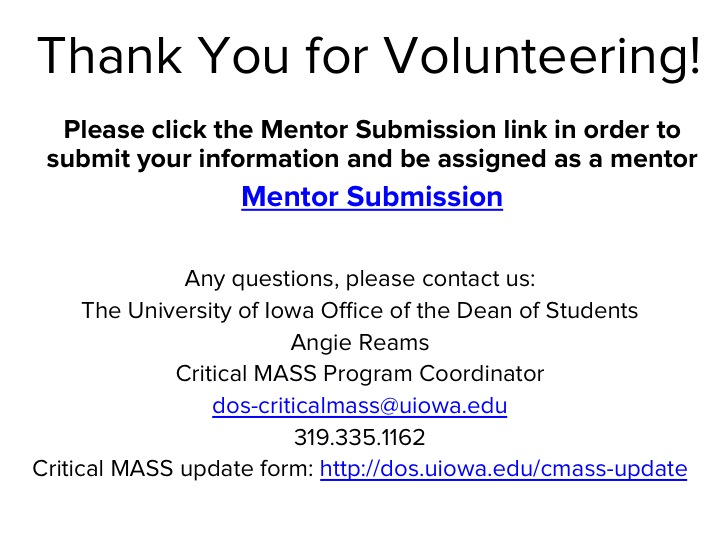 Thank You for Volunteering!
Please click the Mentor Submission link in order to
submit your information and be assigned as a mentor
Mentor Submission
Any questions, please contact us:
The University of Iowa Office of the Dean of Students
Angie Reams
Critical MASS Program Coordinator
dos-criticalmass@uiowa.edu
319.335.1162
Critical MASS update form: http://dos.uiowa.edu/cmass-update